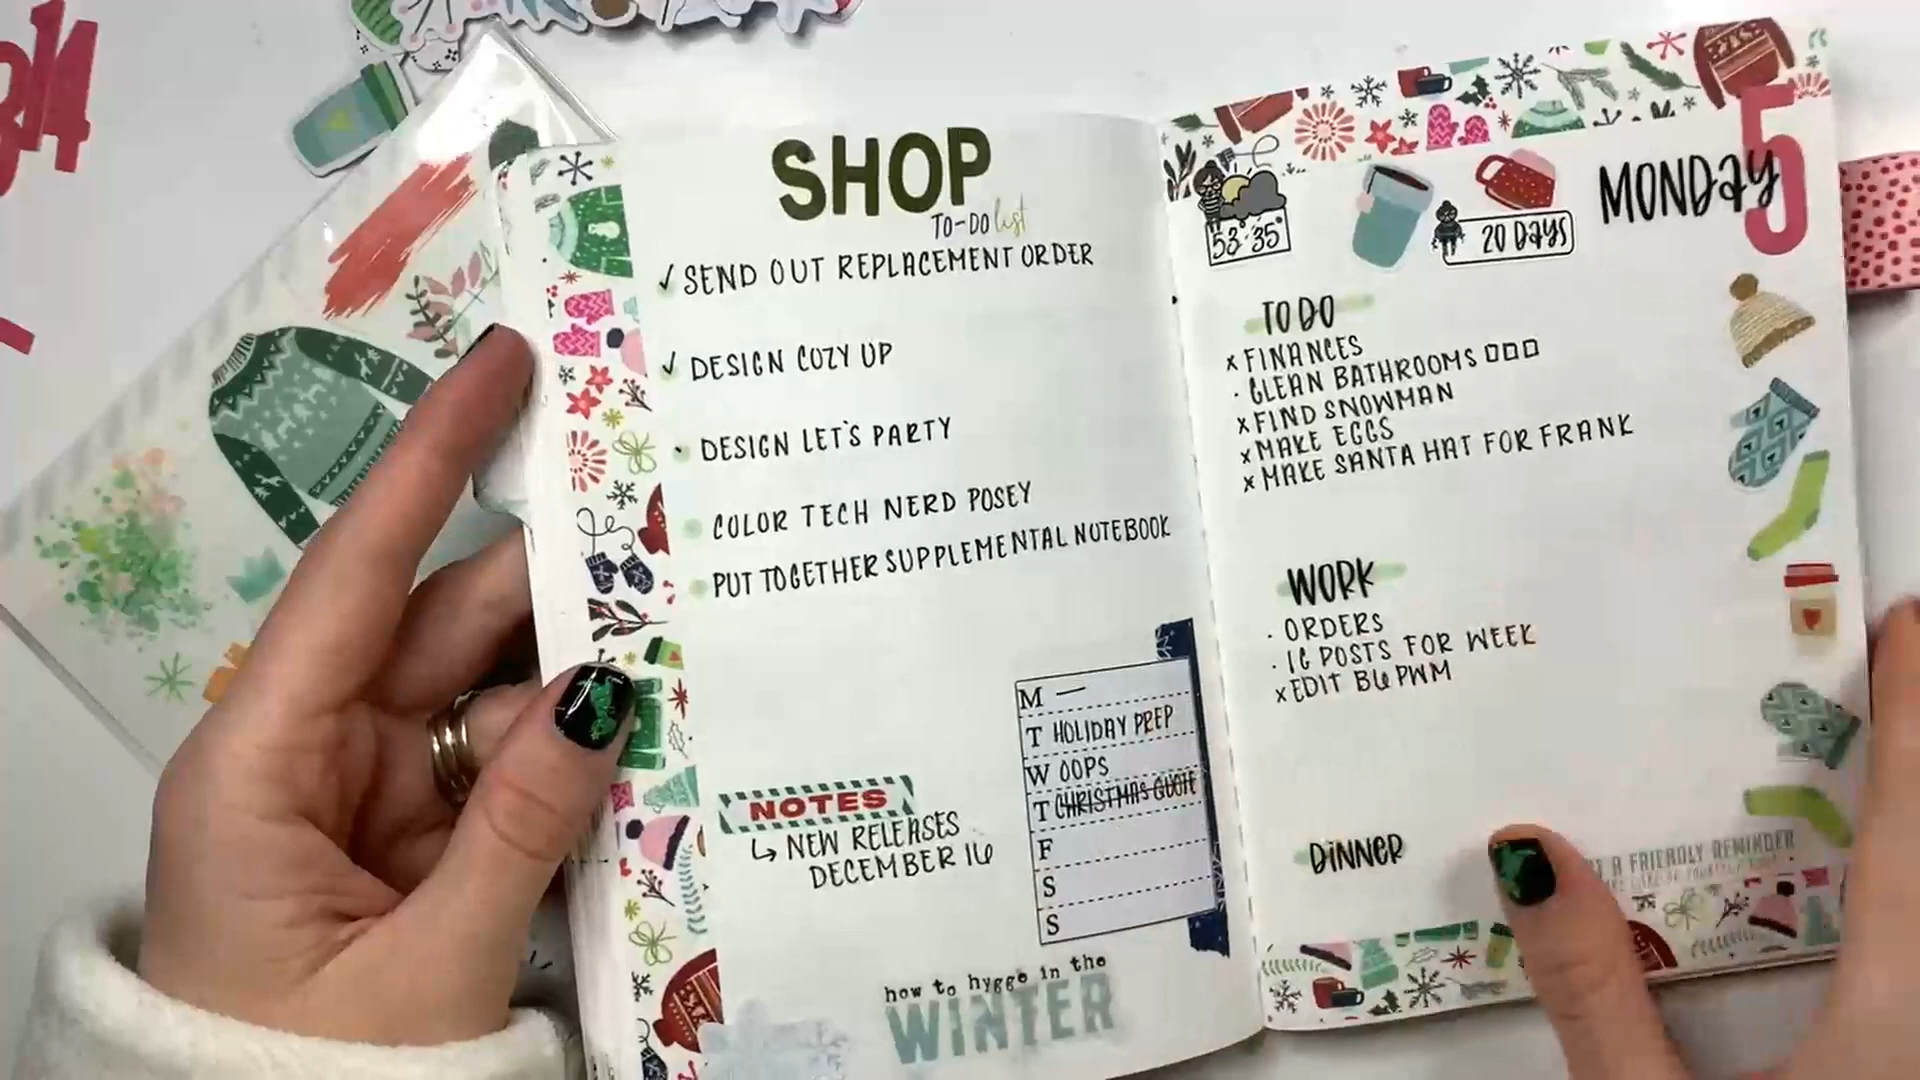 314
SHOP
TO-DO list
✓ SEND OUT REPLACEMENT ORDER
✓ DESIGN COZY UP
· DESIGN LET'S PARTY
COLOR TECH NERD POSEY
PUT TOGETHER SUPPLEMENTAL NOTEBOOK
NOTES
↳ NEW RELEASES
DECEMBER 16
M —
T HOLIDAY PREP
W OOPS
T CHRISTMAS
F
S
S
how to hygge in the
WINTER
5
MONDAY
53° 35°
20 DAYS
TO DO
x FINANCES
· CLEAN BATHROOMS □□□
x FIND SNOWMAN
x MAKE EGGS
x MAKE SANTA HAT FOR FRANK
WORK
· ORDERS
· IG POSTS FOR WEEK
x EDIT B6 PWM
DINNER
A FRIENDLY REMINDER